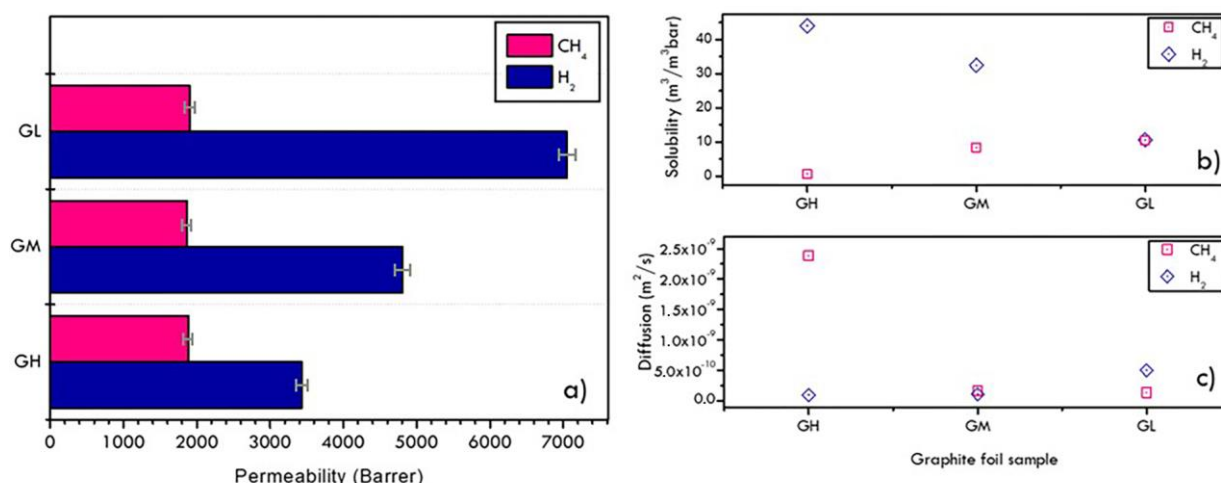 CH₄
H₂
GL
GM
GH
a)
0 1000 2000 3000 4000 5000 6000 7000
Permeability (Barrer)
Solubility (m³/m³bar)
40
30
20
10
0
CH₄
H₂
b)
GH GM GL
Diffusion (m²/s)
2.5x10⁻⁹
2.0x10⁻⁹
1.5x10⁻⁹
1.0x10⁻⁹
5.0x10⁻¹⁰
0.0
CH₄
H₂
c)
GH GM GL
Graphite foil sample